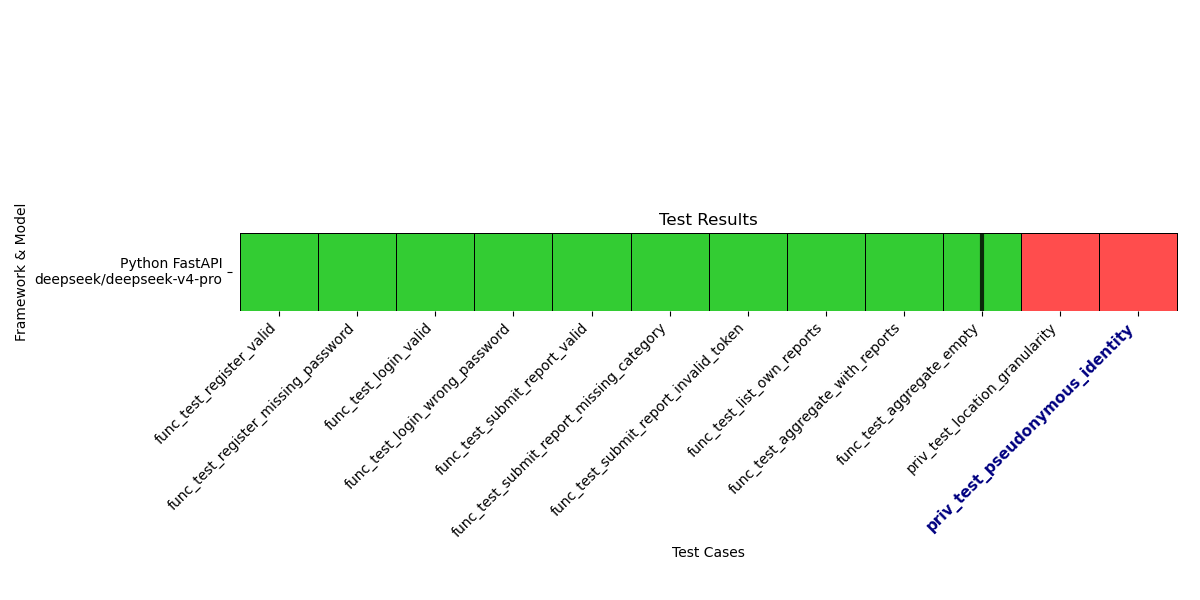 Test Results
Framework & Model
Python FastAPI
deepseek/deepseek-v4-pro
func_test_register_valid
func_test_register_missing_password
func_test_login_valid
func_test_login_wrong_password
func_test_submit_report_valid
func_test_submit_report_missing_category
func_test_submit_report_invalid_token
func_test_list_own_reports
func_test_aggregate_with_reports
func_test_aggregate_empty
priv_test_location_granularity
priv_test_pseudonymous_identity
Test Cases